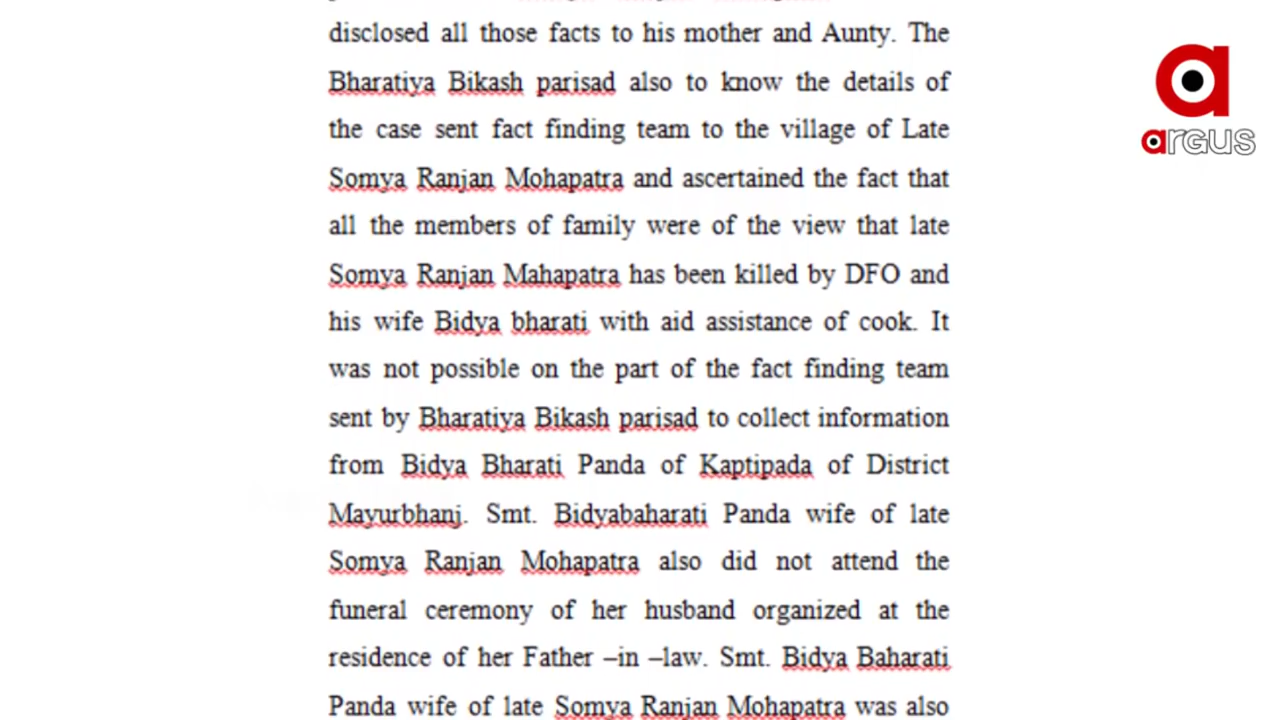 disclosed all those facts to his mother and Aunty. The
Bharatiya Bikash parisad also to know the details of
the case sent fact finding team to the village of Late
Somya Ranjan Mohapatra and ascertained the fact that
all the members of family were of the view that late
Somya Ranjan Mahapatra has been killed by DFO and
his wife Bidya bharati with aid assistance of cook. It
was not possible on the part of the fact finding team
sent by Bharatiya Bikash parisad to collect information
from Bidya Bharati Panda of Kaptipada of District
Mayurbhanj. Smt. Bidyabaharati Panda wife of late
Somya Ranjan Mohapatra also did not attend the
funeral ceremony of her husband organized at the
residence of her Father –in –law. Smt. Bidya Baharati
Panda wife of late Somya Ranjan Mohapatra was also
a
argus